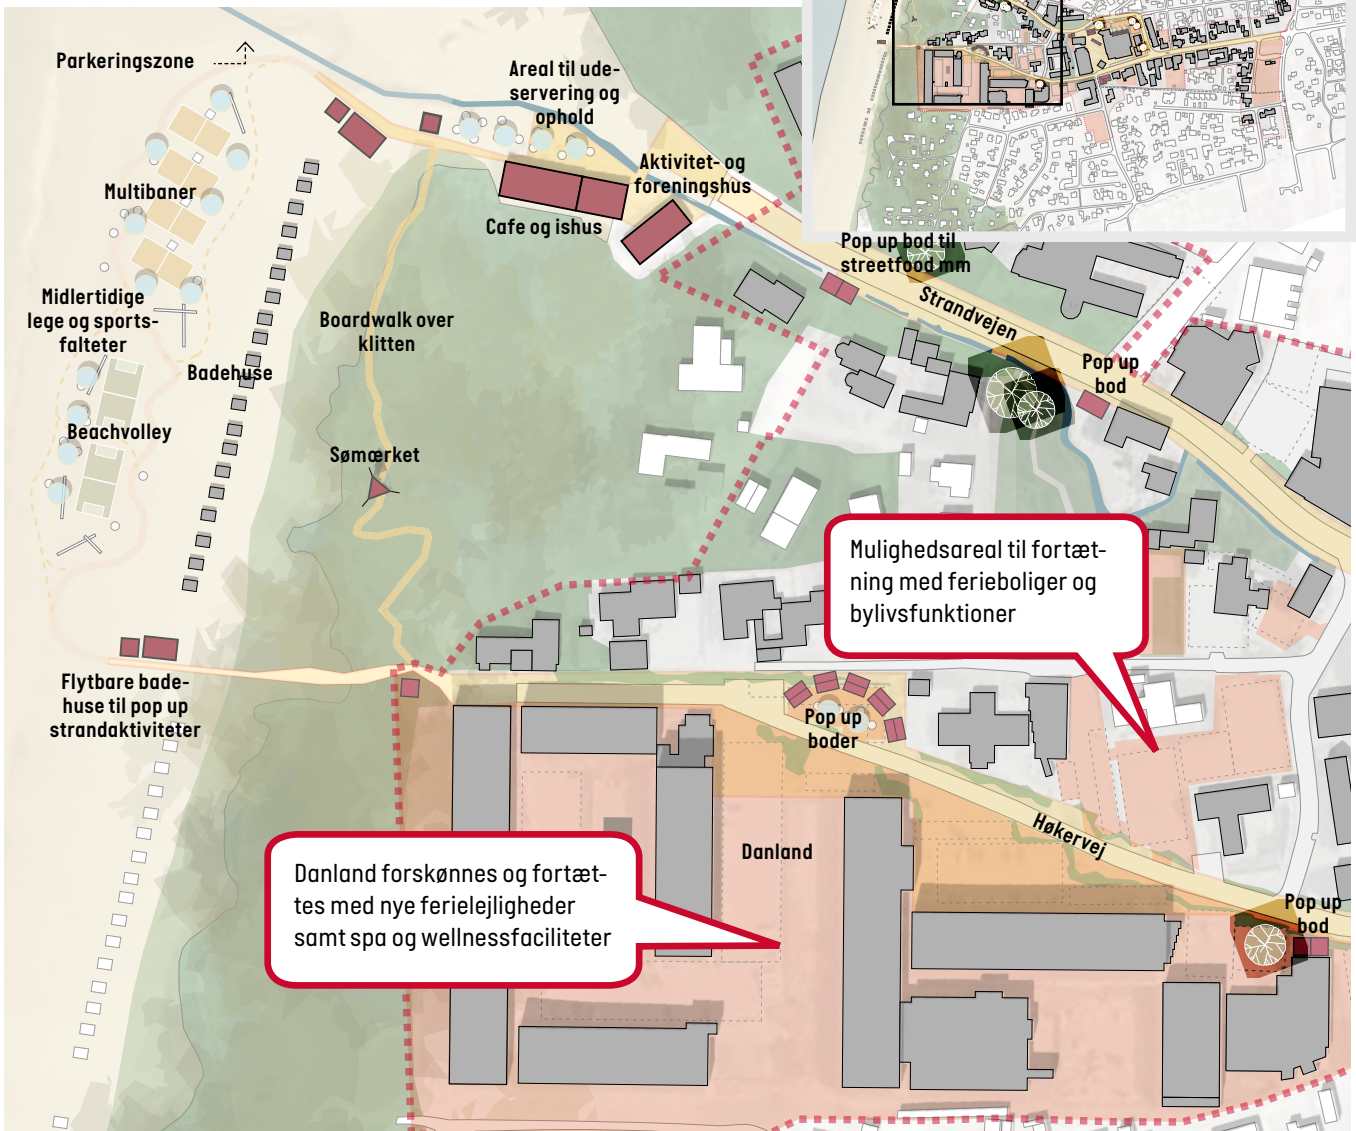 Parkeringszone
Areal til ude-
servering og
ophold
Aktivitet- og
foreningshus
Multibaner
Cafe og ishus
Pop up bod til
streetfood mm
Strandvejen
Midlertidige
lege og sports-
falteter
Boardwalk over
klitten
Badehuse
Pop up
bod
Beachvolley
Sømærket
Mulighedsareal til fortæt-
ning med ferieboliger og
bylivsfunktioner
Flytbare bade-
huse til pop up
strandaktiviteter
Pop up
boder
Høkervej
Danland
Danland forskønnes og fortæt-
tes med nye ferielejligheder
samt spa og wellnessfaciliteter
Pop up
bod